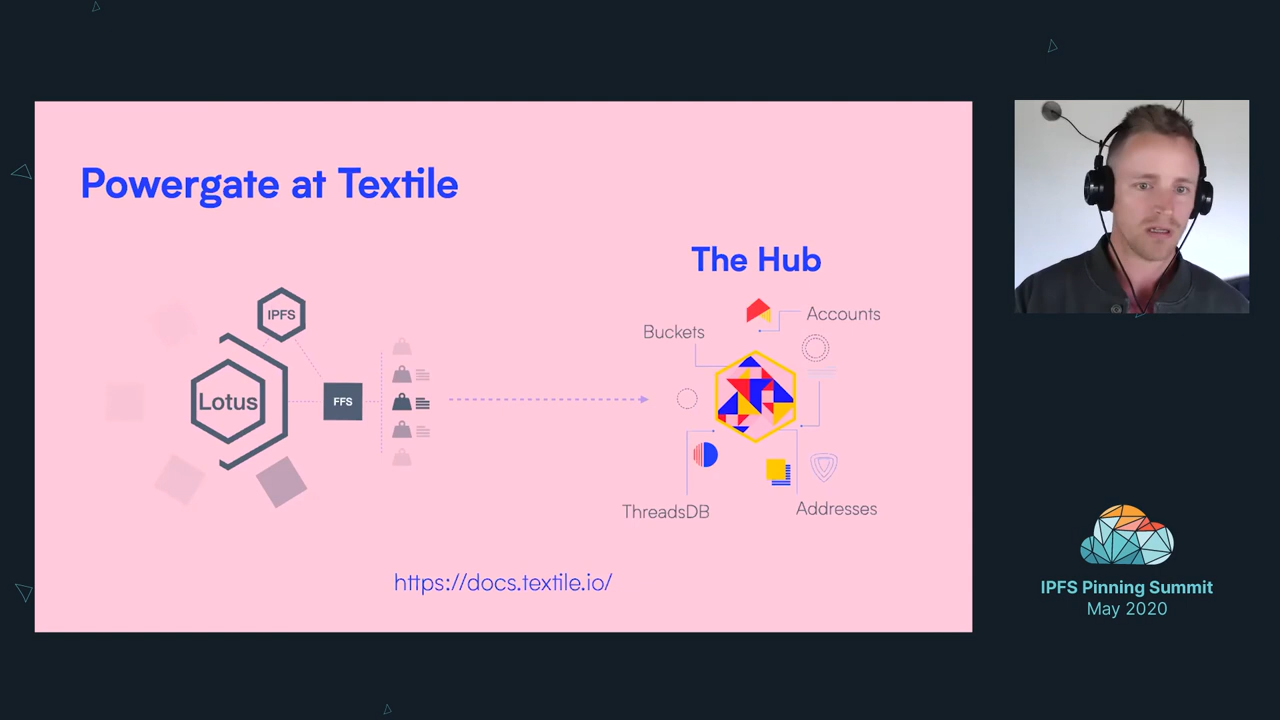 Powergate at Textile
The Hub
IPFS
Lotus
FFS
Buckets
Accounts
ThreadsDB
Addresses
https://docs.textile.io/
IPFS Pinning Summit
May 2020